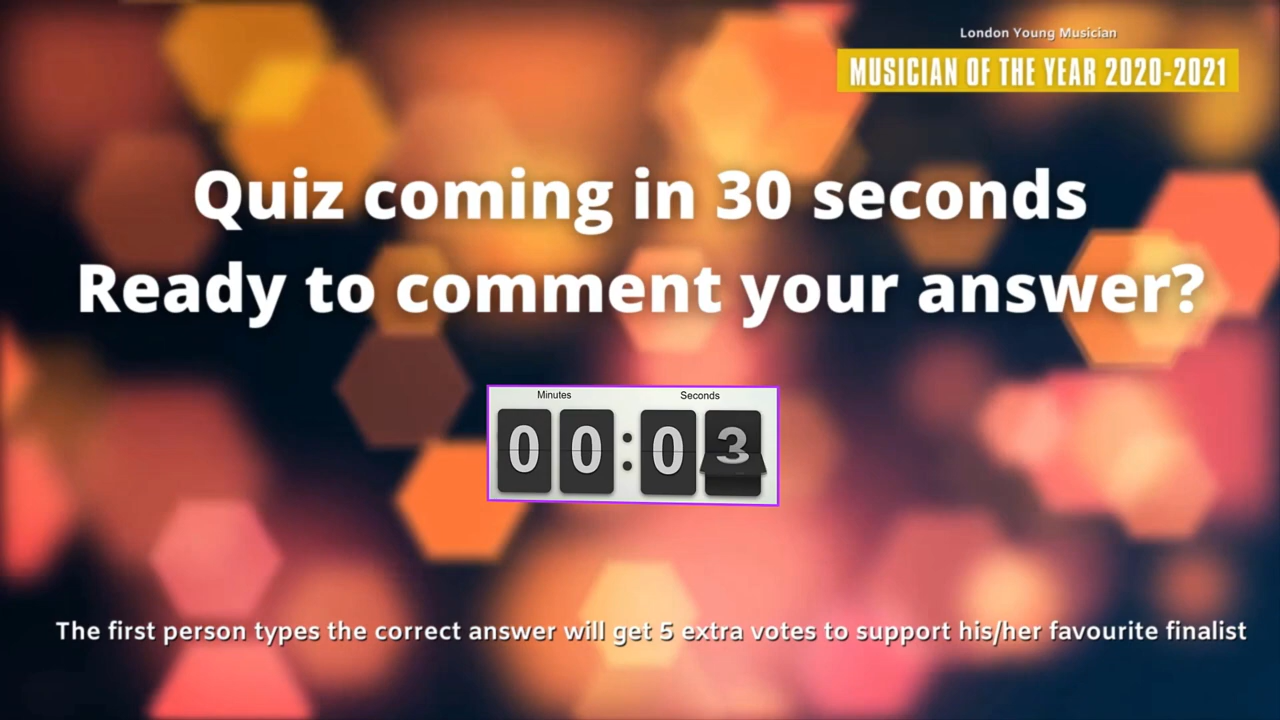 London Young Musician
MUSICIAN OF THE YEAR 2020-2021
Quiz coming in 30 seconds
Ready to comment your answer?
Minutes Seconds
00:03
The first person types the correct answer will get 5 extra votes to support his/her favourite finalist